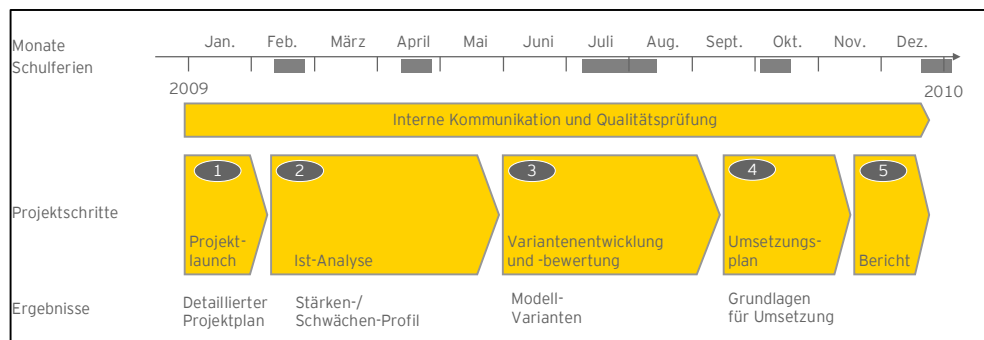 Monate
Jan. Feb. März April Mai Juni Juli Aug. Sept. Okt. Nov. Dez.
Schulferien
2009 2010
Interne Kommunikation und Qualitätsprüfung
1 2 3 4 5
Projektschritte
Projekt-
launch
Ist-Analyse
Variantenentwicklung
und -bewertung
Umsetzungs-
plan
Bericht
Ergebnisse
Detaillierter
Projektplan
Stärken-/
Schwächen-Profil
Modell-
Varianten
Grundlagen
für Umsetzung